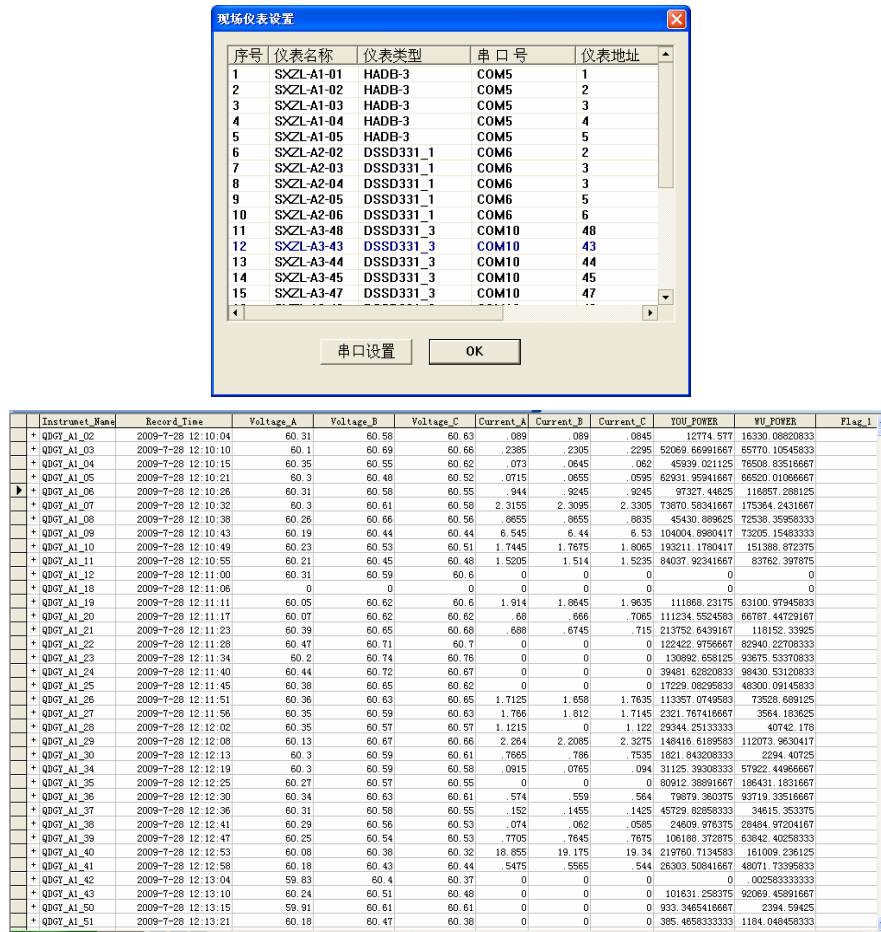 现场仪表设置
序号 仪表名称 仪表类型 串口号 仪表地址
1 SXZL-A1-01 HADB-3 COM5 1
2 SXZL-A1-02 HADB-3 COM5 2
3 SXZL-A1-03 HADB-3 COM5 3
4 SXZL-A1-04 HADB-3 COM5 4
5 SXZL-A1-05 HADB-3 COM5 5
6 SXZL-A2-02 DSSD331_1 COM6 2
7 SXZL-A2-03 DSSD331_1 COM6 3
8 SXZL-A2-04 DSSD331_1 COM6 3
9 SXZL-A2-05 DSSD331_1 COM6 5
10 SXZL-A2-06 DSSD331_1 COM6 6
11 SXZL-A3-48 DSSD331_3 COM10 48
12 SXZL-A3-43 DSSD331_3 COM10 43
13 SXZL-A3-44 DSSD331_3 COM10 44
14 SXZL-A3-45 DSSD331_3 COM10 45
15 SXZL-A3-47 DSSD331_3 COM10 47
串口设置 OK
Instrumet_Name Record_Time Voltage_A Voltage_B Voltage_C Current_A Current_B Current_C YOU_POWER WU_POWER Flag_1
+ QDGY_A1_02 2009-7-28 12:10:04 60.31 60.58 60.63 .089 .089 .0845 12774.577 16330.08820833
+ QDGY_A1_03 2009-7-28 12:10:10 60.1 60.69 60.66 .2385 .2305 .2295 52069.66991667 65770.10545833
+ QDGY_A1_04 2009-7-28 12:10:15 60.35 60.55 60.62 .073 .0645 .062 45939.021125 76508.83516667
+ QDGY_A1_05 2009-7-28 12:10:21 60.3 60.48 60.52 .0715 .0655 .0595 62931.95941667 66520.01066667
+ QDGY_A1_06 2009-7-28 12:10:26 60.31 60.58 60.55 .944 .9245 .9245 97327.44625 116857.288125
+ QDGY_A1_07 2009-7-28 12:10:32 60.3 60.61 60.58 2.3155 2.3095 2.3305 73870.58341667 175364.2431667
+ QDGY_A1_08 2009-7-28 12:10:38 60.26 60.66 60.56 .8655 .8655 .8835 45430.889625 72538.35958333
+ QDGY_A1_09 2009-7-28 12:10:43 60.19 60.44 60.44 6.545 6.44 6.53 104004.8980417 73205.15483333
+ QDGY_A1_10 2009-7-28 12:10:49 60.23 60.53 60.51 1.7445 1.7675 1.8065 193211.1780417 151388.872375
+ QDGY_A1_11 2009-7-28 12:10:55 60.21 60.45 60.48 1.5205 1.514 1.5235 84037.92341667 83762.397875
+ QDGY_A1_12 2009-7-28 12:11:00 60.31 60.59 60.6 0 0 0 0 0
+ QDGY_A1_18 2009-7-28 12:11:06 0 0 0 0 0 0 0 0
+ QDGY_A1_19 2009-7-28 12:11:11 60.05 60.62 60.6 1.914 1.8645 1.9635 111868.23175 63100.97945833
+ QDGY_A1_20 2009-7-28 12:11:17 60.07 60.62 60.62 .68 .666 .7065 111234.5524583 66787.44729167
+ QDGY_A1_21 2009-7-28 12:11:23 60.39 60.65 60.68 .688 .6745 .715 213752.6439167 118152.33925
+ QDGY_A1_22 2009-7-28 12:11:28 60.47 60.71 60.7 0 0 0 122422.9756667 82940.22708333
+ QDGY_A1_23 2009-7-28 12:11:34 60.2 60.74 60.76 0 0 0 130892.658125 93675.53370833
+ QDGY_A1_24 2009-7-28 12:11:40 60.44 60.72 60.67 0 0 0 39481.62820833 98430.53120833
+ QDGY_A1_25 2009-7-28 12:11:45 60.38 60.65 60.62 0 0 0 17229.08295833 48300.09145833
+ QDGY_A1_26 2009-7-28 12:11:51 60.36 60.63 60.65 1.7125 1.658 1.7635 113357.0749583 73528.689125
+ QDGY_A1_27 2009-7-28 12:11:56 60.35 60.59 60.63 1.766 1.812 1.7145 2321.767416667 3564.183625
+ QDGY_A1_28 2009-7-28 12:12:02 60.35 60.57 60.57 1.1215 0 1.122 29344.25133333 40742.178
+ QDGY_A1_29 2009-7-28 12:12:08 60.13 60.67 60.66 2.264 2.2085 2.3275 148416.6189583 112073.9630417
+ QDGY_A1_30 2009-7-28 12:12:13 60.3 60.59 60.61 .7665 .786 .7535 1821.843208333 2294.40725
+ QDGY_A1_34 2009-7-28 12:12:19 60.3 60.59 60.58 .0915 .0765 .094 31125.39308333 57922.44966667
+ QDGY_A1_35 2009-7-28 12:12:25 60.27 60.57 60.55 0 0 0 80912.38891667 186431.1831667
+ QDGY_A1_36 2009-7-28 12:12:30 60.34 60.63 60.61 .574 .559 .564 79879.360375 93719.33516667
+ QDGY_A1_37 2009-7-28 12:12:36 60.31 60.58 60.55 .152 .1455 .1425 45729.82858333 34615.353375
+ QDGY_A1_38 2009-7-28 12:12:41 60.29 60.56 60.53 .074 .062 .0585 24609.976375 28484.97204167
+ QDGY_A1_39 2009-7-28 12:12:47 60.25 60.54 60.53 .7705 .7645 .7675 106188.372875 63842.40258333
+ QDGY_A1_40 2009-7-28 12:12:53 60.08 60.38 60.32 18.855 19.175 19.34 219760.7134583 161009.236125
+ QDGY_A1_41 2009-7-28 12:12:58 60.18 60.43 60.44 .5475 .5565 .544 26303.50841667 48071.73395833
+ QDGY_A1_42 2009-7-28 12:13:04 59.83 60.4 60.37 0 0 0 0 .002583333333
+ QDGY_A1_43 2009-7-28 12:13:10 60.24 60.51 60.48 0 0 0 101631.258375 92069.45891667
+ QDGY_A1_50 2009-7-28 12:13:15 59.91 60.61 60.61 0 0 0 933.3465416667 2394.59425
+ QDGY_A1_51 2009-7-28 12:13:21 60.18 60.47 60.38 0 0 0 385.4658333333 1184.048458333